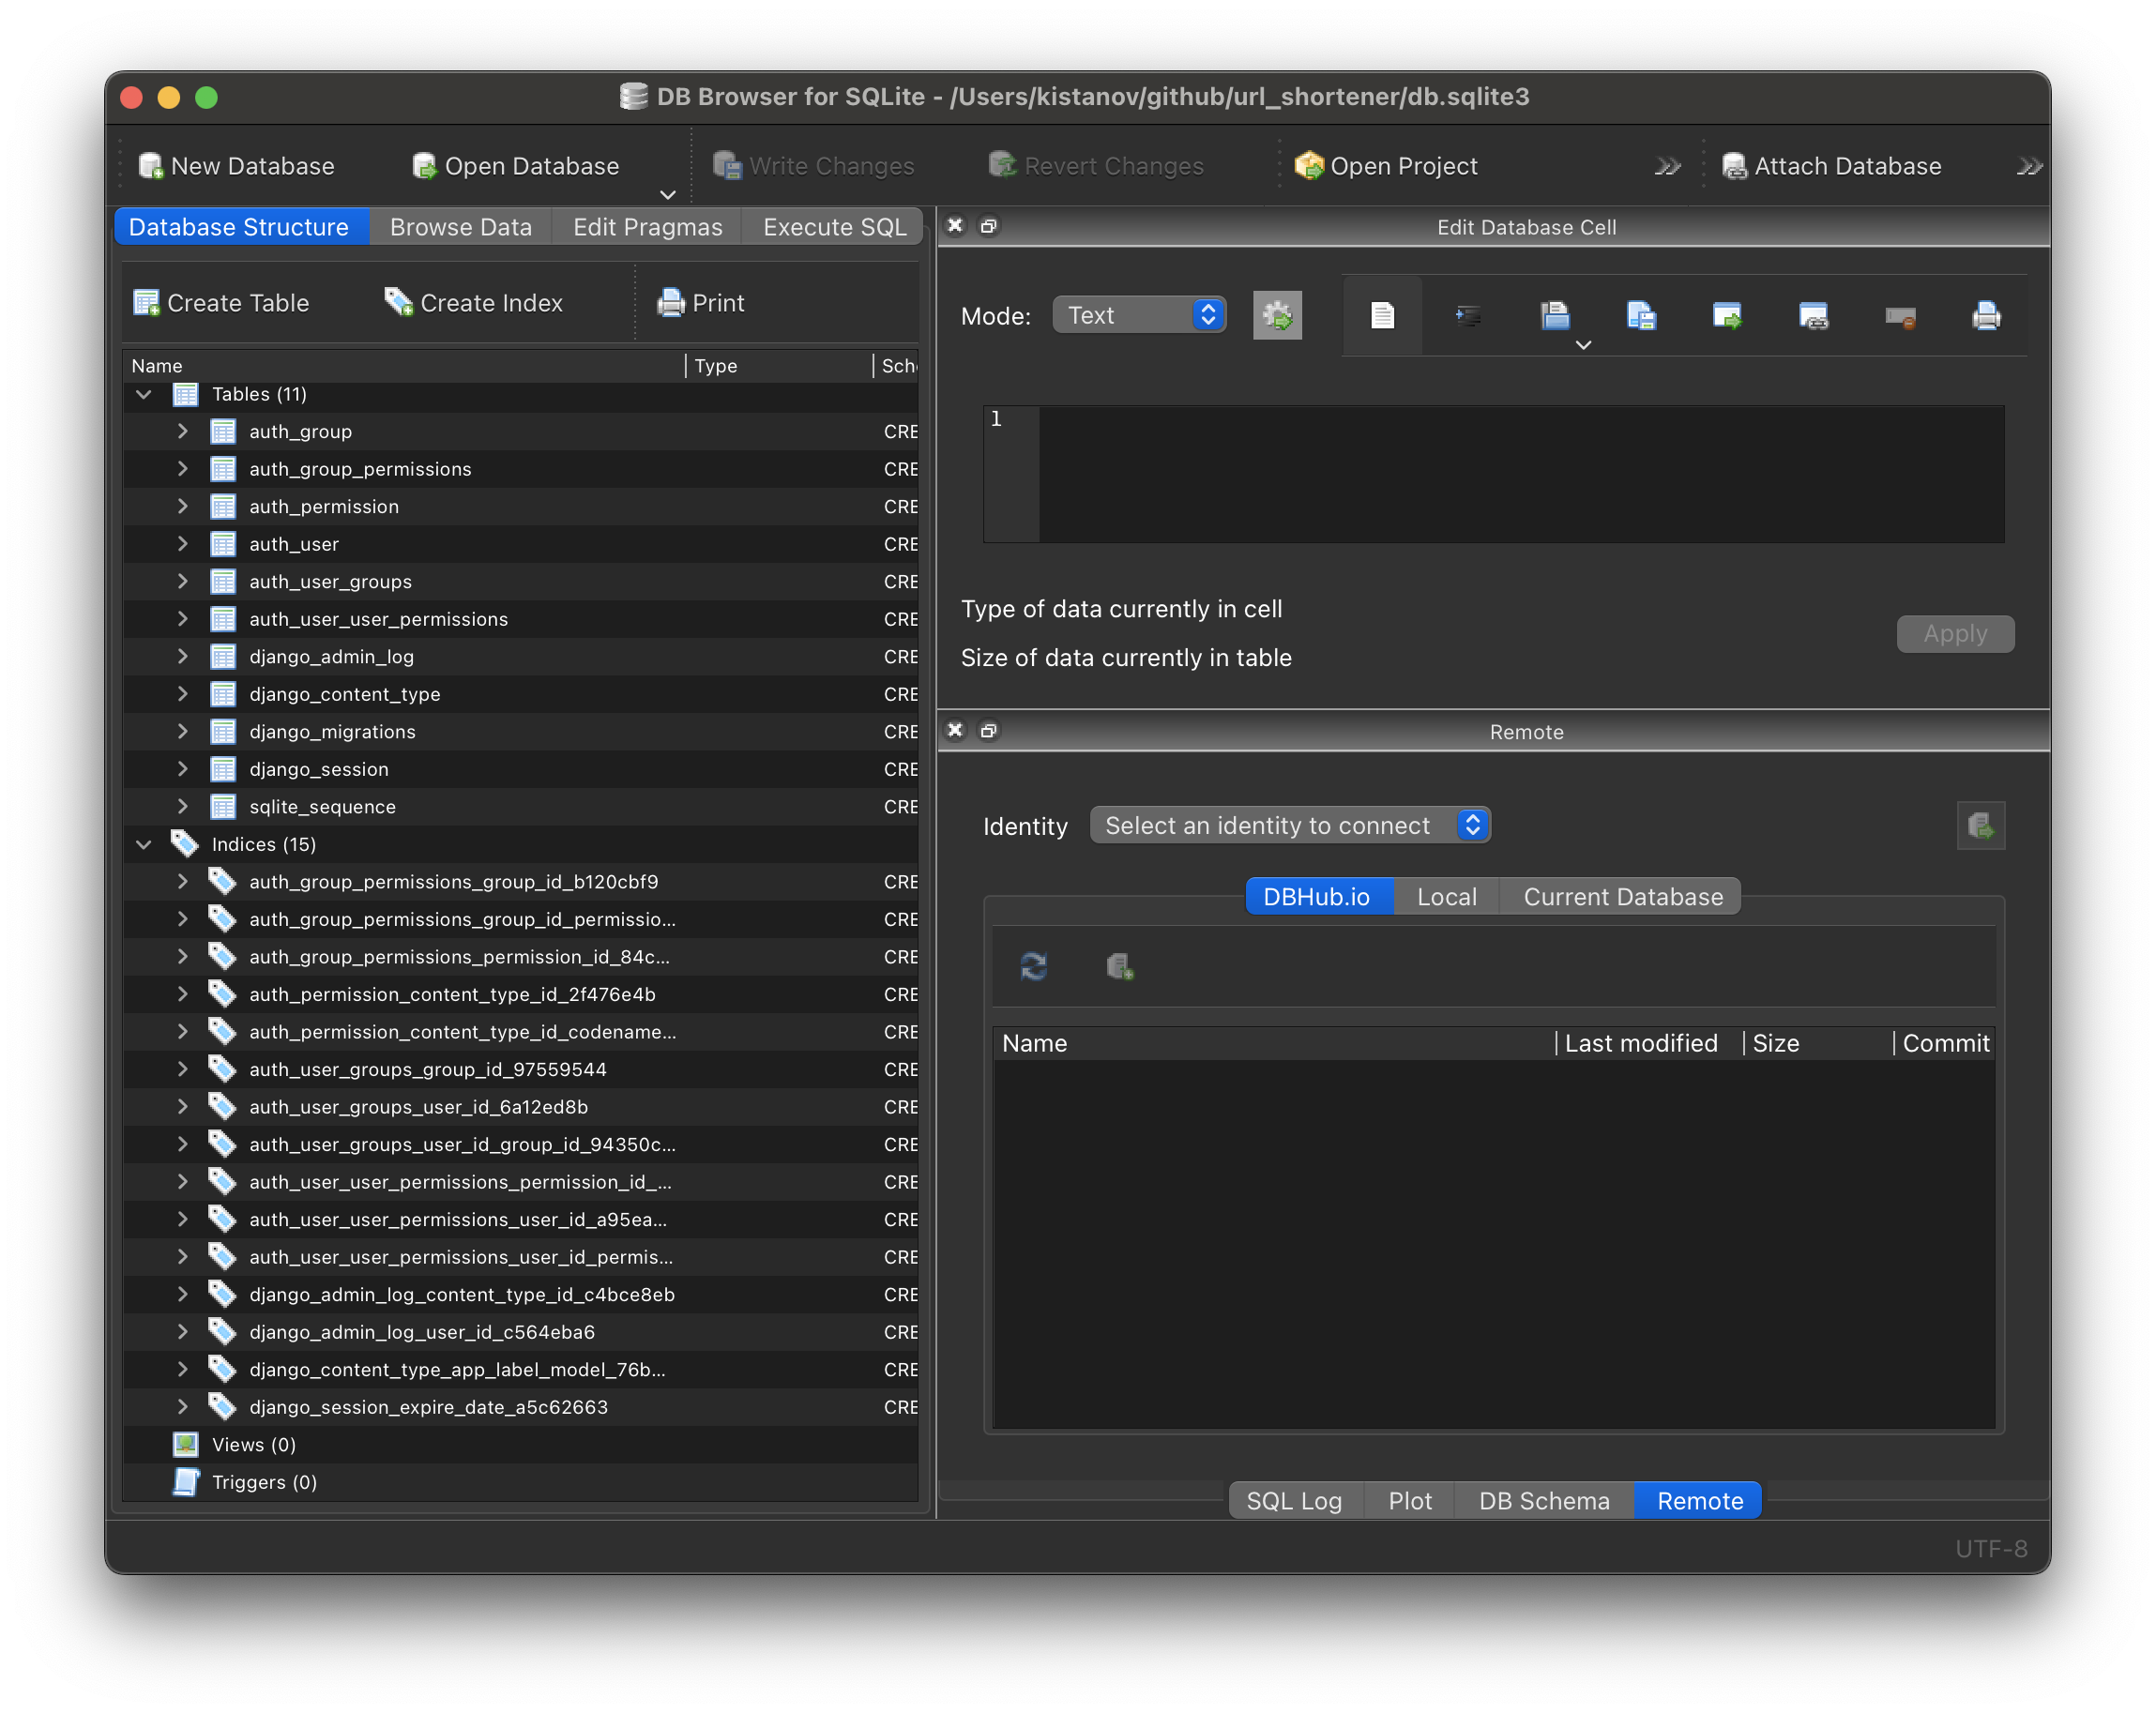 DB Browser for SQLite - /Users/kistanov/github/url_shortener/db.sqlite3
New Database Open Database Write Changes Revert Changes Open Project Attach Database
Database Structure Browse Data Edit Pragmas Execute SQL
Create Table Create Index Print
Name Type Sche
Tables (11)
auth_group CRE
auth_group_permissions CRE
auth_permission CRE
auth_user CRE
auth_user_groups CRE
auth_user_user_permissions CRE
django_admin_log CRE
django_content_type CRE
django_migrations CRE
django_session CRE
sqlite_sequence CRE
Indices (15)
auth_group_permissions_group_id_b120cbf9 CRE
auth_group_permissions_group_id_permissio... CRE
auth_group_permissions_permission_id_84c... CRE
auth_permission_content_type_id_2f476e4b CRE
auth_permission_content_type_id_codename... CRE
auth_user_groups_group_id_97559544 CRE
auth_user_groups_user_id_6a12ed8b CRE
auth_user_groups_user_id_group_id_94350c... CRE
auth_user_user_permissions_permission_id_... CRE
auth_user_user_permissions_user_id_a95ea... CRE
auth_user_user_permissions_user_id_permis... CRE
django_admin_log_content_type_id_c4bce8eb CRE
django_admin_log_user_id_c564eba6 CRE
django_content_type_app_label_model_76b... CRE
django_session_expire_date_a5c62663 CRE
Views (0)
Triggers (0)
Edit Database Cell
Mode: Text
1
Type of data currently in cell
Size of data currently in table
Apply
Remote
Identity Select an identity to connect
DBHub.io Local Current Database
Name Last modified Size Commit
SQL Log Plot DB Schema Remote
UTF-8